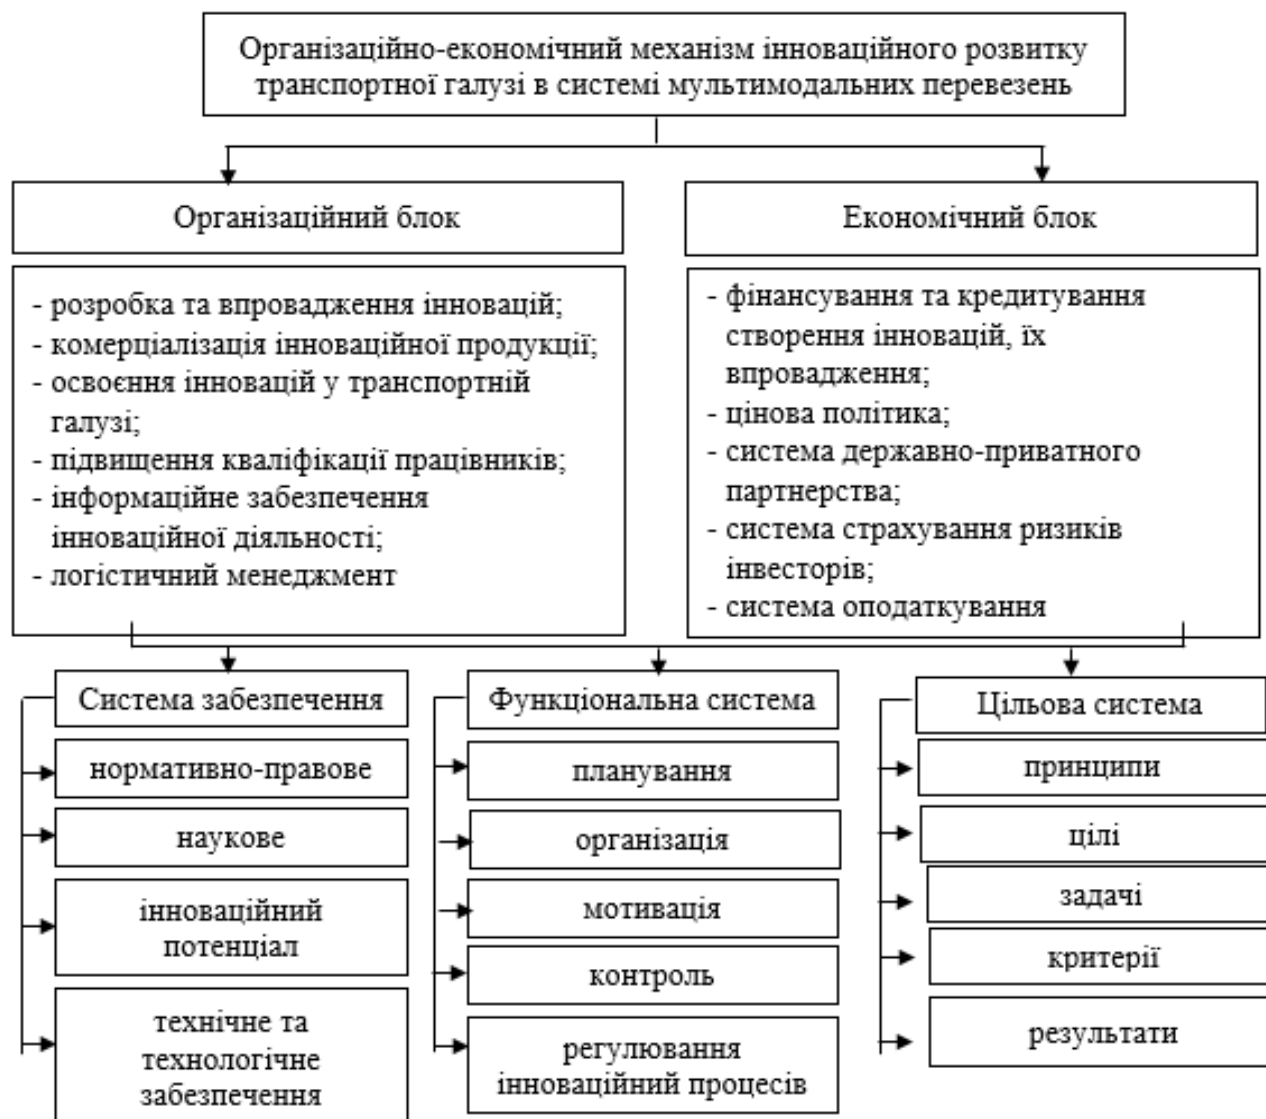 Організаційно-економічний механізм інноваційного розвитку
транспортної галузі в системі мультимодальних перевезень
Організаційний блок
Економічний блок
- розробка та впровадження інновацій;
- комерціалізація інноваційної продукції;
- освоєння інновацій у транспортній
галузі;
- підвищення кваліфікації працівників;
- інформаційне забезпечення
інноваційної діяльності;
- логістичний менеджмент
- фінансування та кредитування
створення інновацій, їх
впровадження;
- цінова політика;
- система державно-приватного
партнерства;
- система страхування ризиків
інвесторів;
- система оподаткування
Система забезпечення
нормативно-правове
наукове
інноваційний
потенціал
технічне та
технологічне
забезпечення
Функціональна система
планування
організація
мотивація
контроль
регулювання
інноваційний процесів
Цільова система
принципи
цілі
задачі
критерії
результати